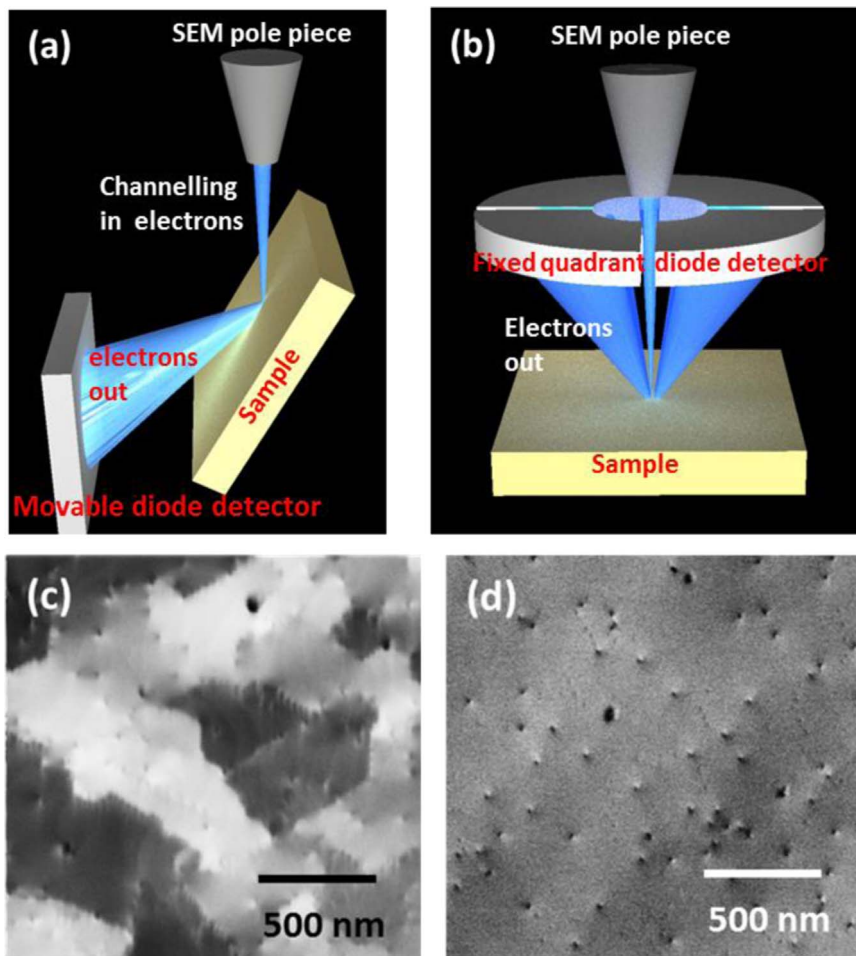 (a)
SEM pole piece
Channelling
in electrons
electrons
out
Sample
Movable diode detector
(b)
SEM pole piece
Fixed quadrant diode detector
Electrons
out
Sample
(c)
500 nm
(d)
500 nm